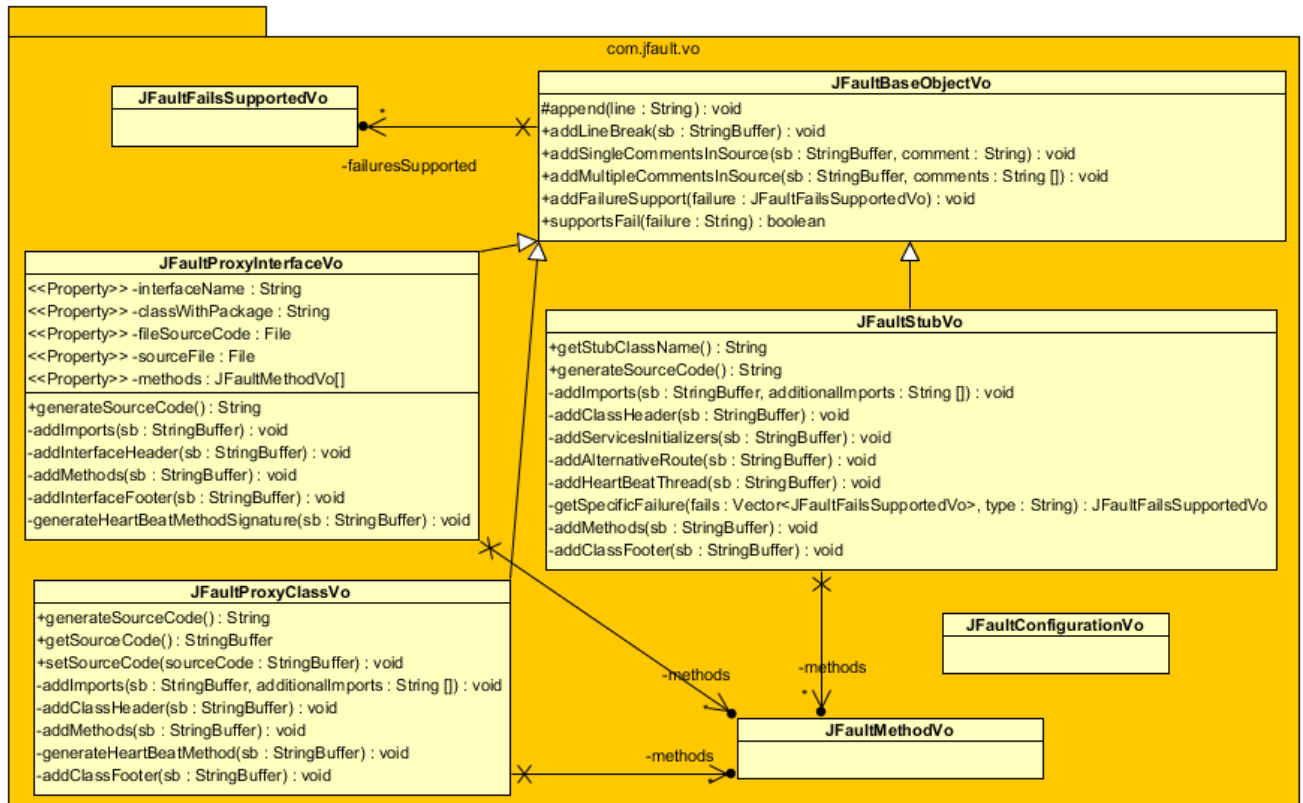 com.jfault.vo
JFaultFailsSupportedVo
*
-failuresSupported
JFaultBaseObjectVo
#append(line : String) : void
+addLineBreak(sb : StringBuffer) : void
+addSingleCommentsInSource(sb : StringBuffer, comment : String) : void
+addMultipleCommentsInSource(sb : StringBuffer, comments : String []) : void
+addFailureSupport(failure : JFaultFailsSupportedVo) : void
+supportsFail(failure : String) : boolean
JFaultProxyInterfaceVo
<<Property>> -interfaceName : String
<<Property>> -classWithPackage : String
<<Property>> -fileSourceCode : File
<<Property>> -sourceFile : File
<<Property>> -methods : JFaultMethodVo[]
+generateSourceCode() : String
-addImports(sb : StringBuffer) : void
-addInterfaceHeader(sb : StringBuffer) : void
-addMethods(sb : StringBuffer) : void
-addInterfaceFooter(sb : StringBuffer) : void
-generateHeartBeatMethodSignature(sb : StringBuffer) : void
JFaultStubVo
+getStubClassName() : String
+generateSourceCode() : String
-addImports(sb : StringBuffer, additionalImports : String []) : void
-addClassHeader(sb : StringBuffer) : void
-addServicesInitializers(sb : StringBuffer) : void
-addAlternativeRoute(sb : StringBuffer) : void
-addHeartBeatThread(sb : StringBuffer) : void
-getSpecificFailure(fails : Vector<JFaultFailsSupportedVo>, type : String) : JFaultFailsSupportedVo
-addMethods(sb : StringBuffer) : void
-addClassFooter(sb : StringBuffer) : void
JFaultProxyClassVo
+generateSourceCode() : String
+getSourceCode() : StringBuffer
+setSourceCode(sourceCode : StringBuffer) : void
-addImports(sb : StringBuffer, additionalImports : String []) : void
-addClassHeader(sb : StringBuffer) : void
-addMethods(sb : StringBuffer) : void
-generateHeartBeatMethod(sb : StringBuffer) : void
-addClassFooter(sb : StringBuffer) : void
JFaultConfigurationVo
-methods
*
-methods
*
-methods
*
JFaultMethodVo